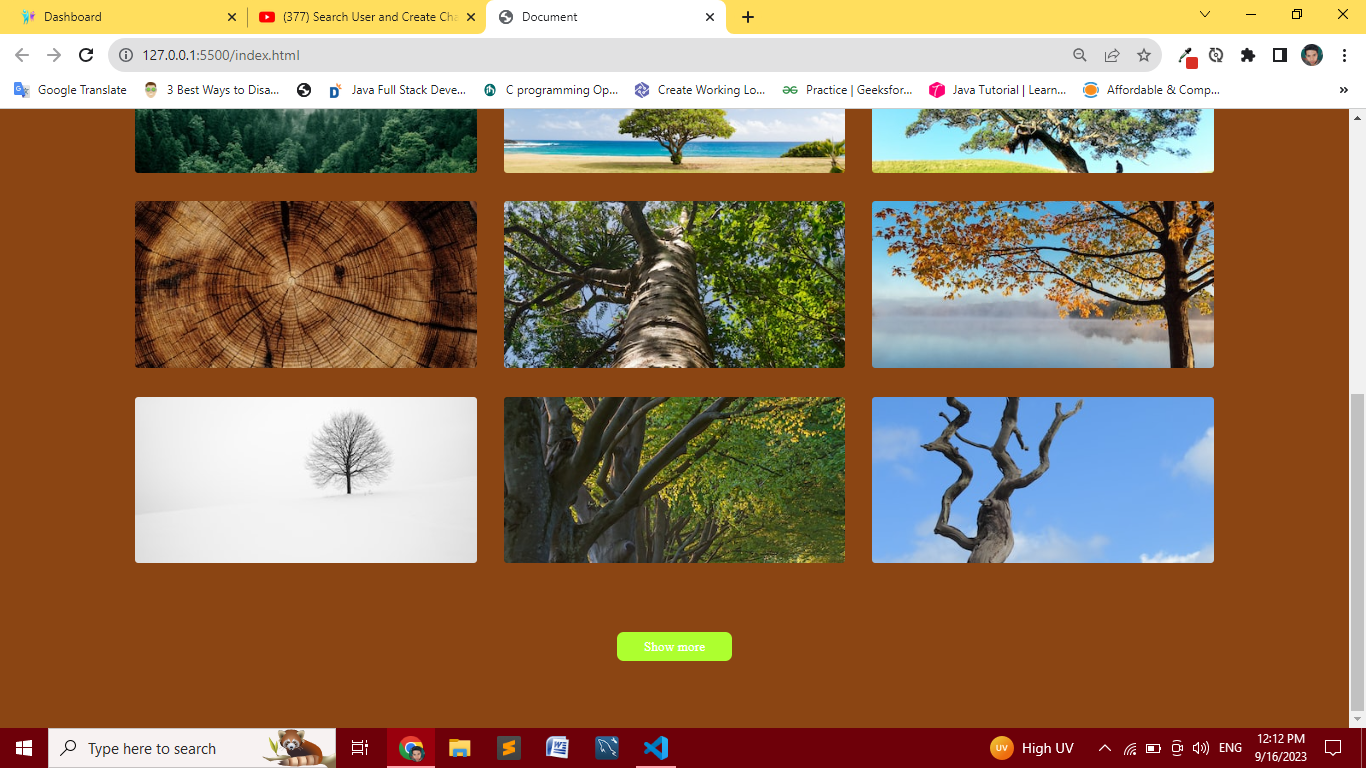 Dashboard
(377) Search User and Create Cha
Document
127.0.0.1:5500/index.html
Google Translate
3 Best Ways to Disa...
Java Full Stack Deve...
C programming Op...
Create Working Lo...
Practice | Geeksfor...
Java Tutorial | Learn...
Affordable & Comp...
Show more
Type here to search
UV
High UV
ENG
12:12 PM
9/16/2023